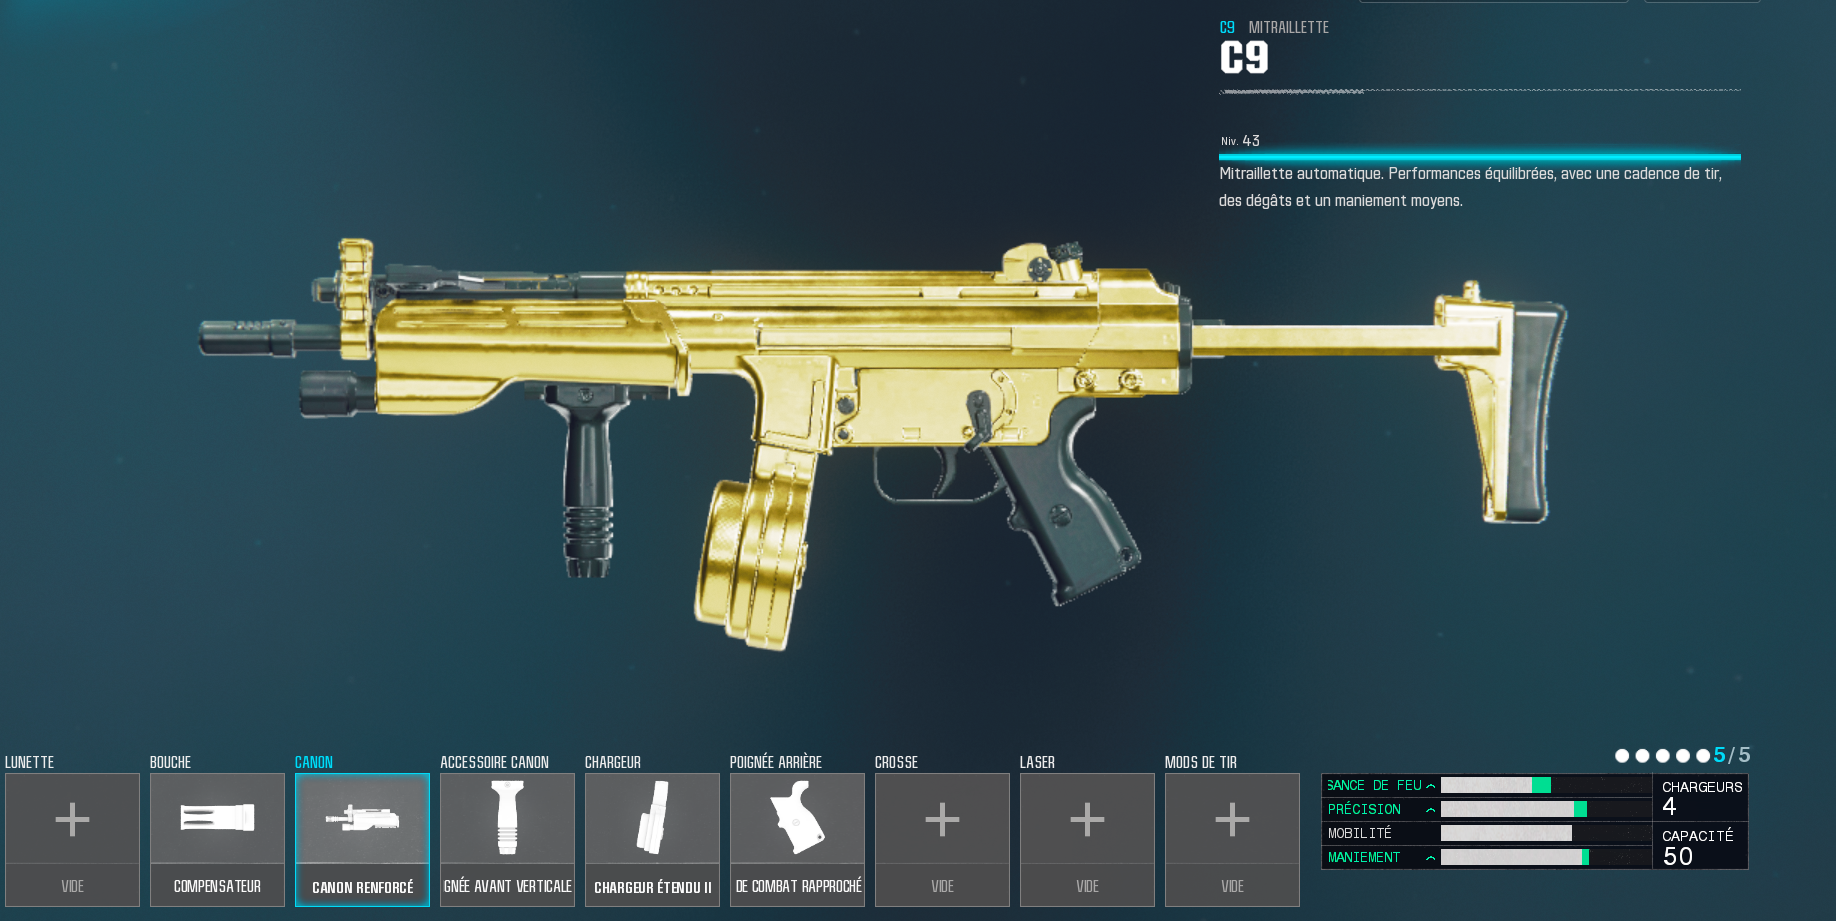 C9 MITRAILLETTE
C9
Niv. 43
Mitraillette automatique. Performances équilibrées, avec une cadence de tir,
des dégâts et un maniement moyens.
LUNETTE
VIDE
BOUCHE
COMPENSATEUR
CANON
CANON RENFORCÉ
ACCESSOIRE CANON
GNÉE AVANT VERTICALE
CHARGEUR
CHARGEUR ÉTENDU II
POIGNÉE ARRIÈRE
DE COMBAT RAPPROCHÉ
CROSSE
VIDE
LASER
VIDE
MODS DE TIR
VIDE
5/5
SANCE DE FEU
PRÉCISION
MOBILITÉ
MANIEMENT
CHARGEURS
4
CAPACITÉ
50